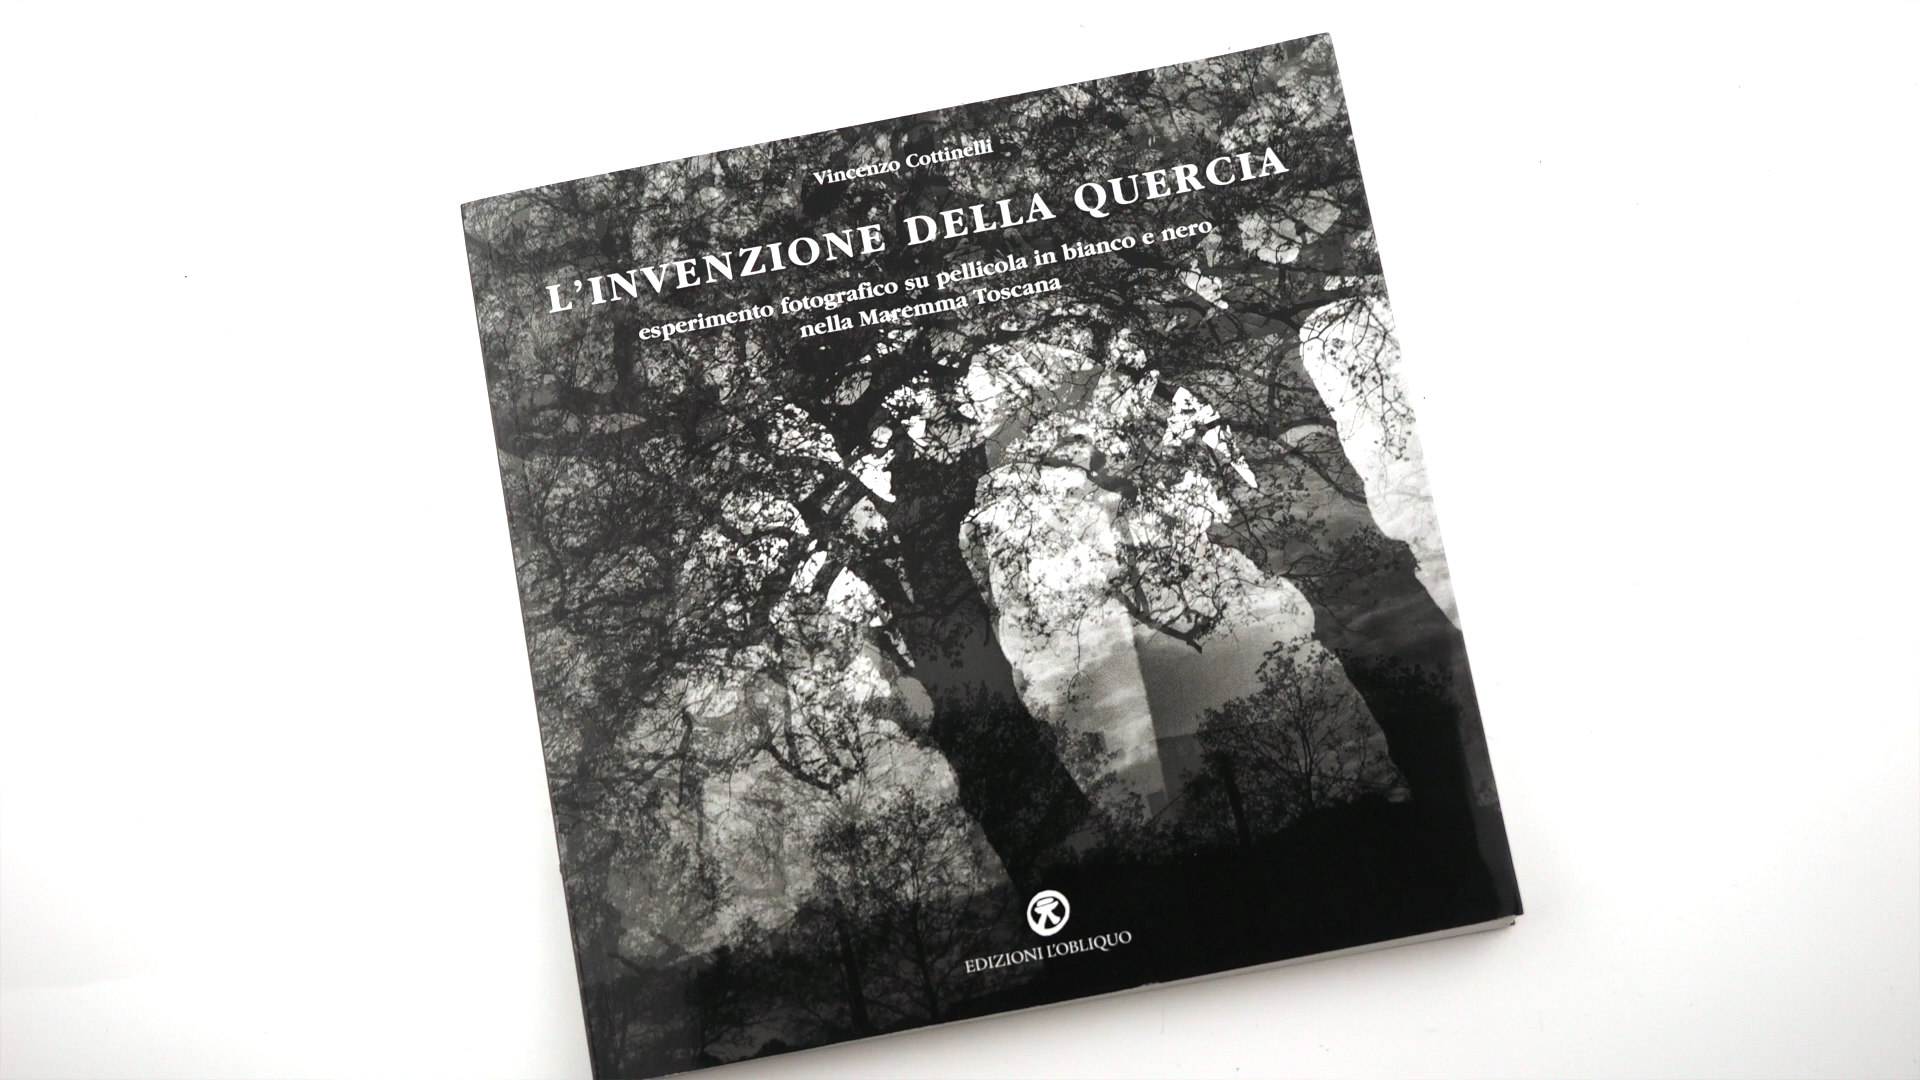 Vincenzo Cottinelli
L'INVENZIONE DELLA QUERCIA
esperimento fotografico su pellicola in bianco e nero
nella Maremma Toscana
EDIZIONI L'OBLIQUO